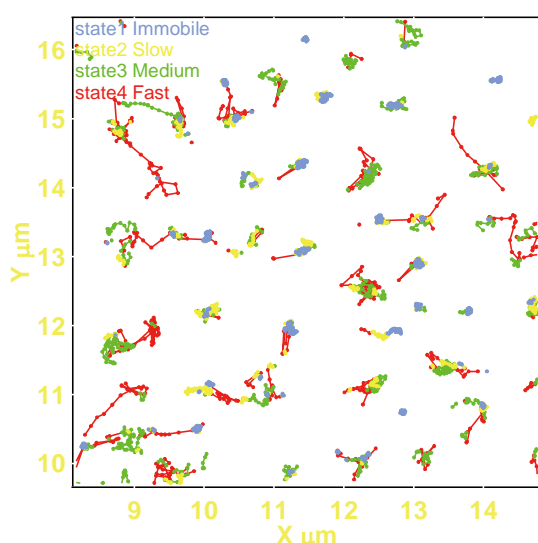 state1 Immobile
state2 Slow
state3 Medium
state4 Fast
16
15
14
13
12
11
10
Y µm
9 10 11 12 13 14
X µm